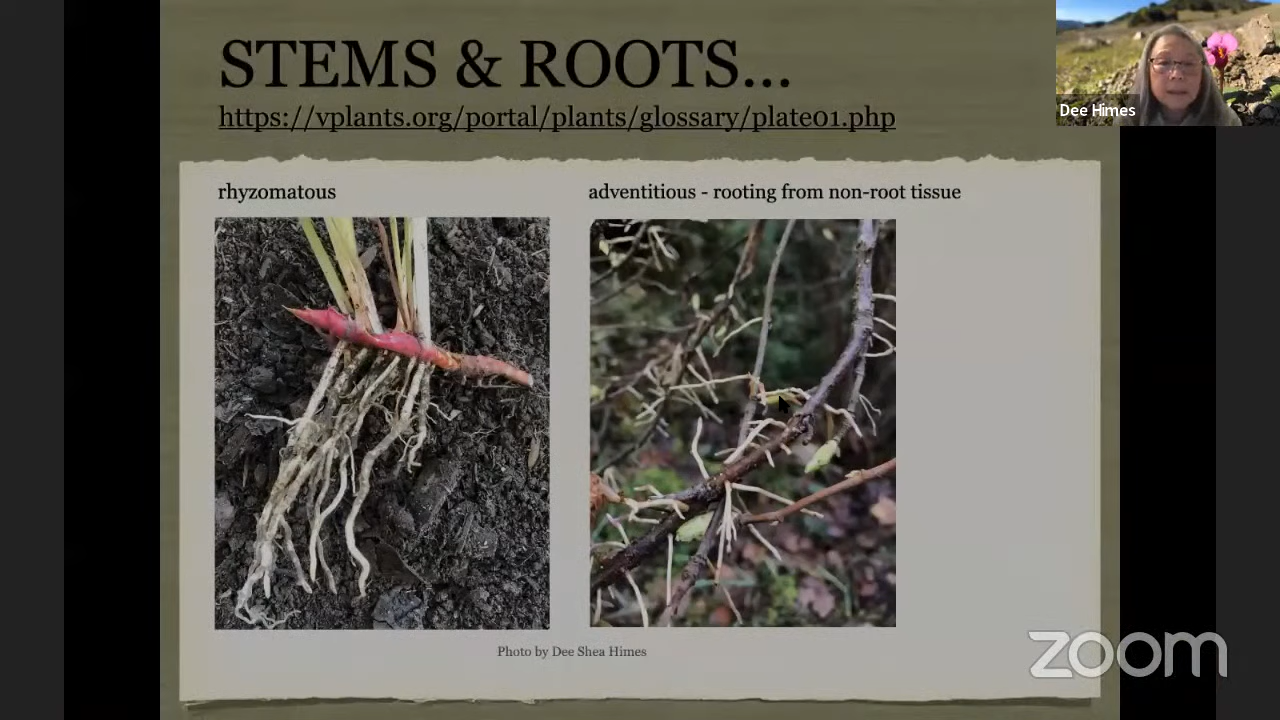 STEMS & ROOTS...
https://vplants.org/portal/plants/glossary/plate01.php
Dee Himes
rhyzomatous
adventitious - rooting from non-root tissue
Photo by Dee Shea Himes
zoom